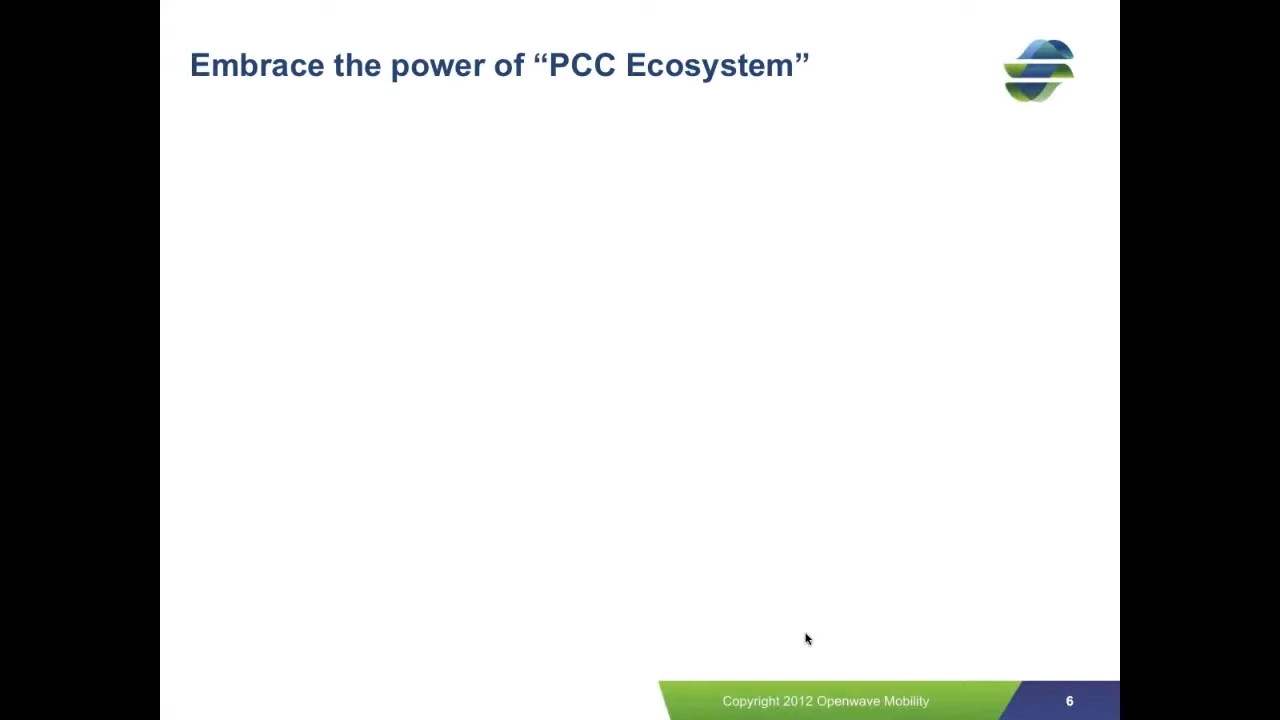 Embrace the power of “PCC Ecosystem”
Copyright 2012 Openwave Mobility
6